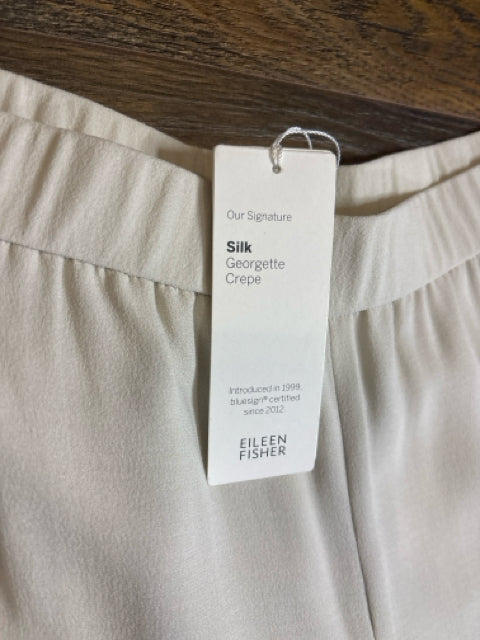 Our Signature
Silk
Georgette
Crepe
Introduced in 1999,
bluesign® certified
since 2012.
EILEEN
FISHER